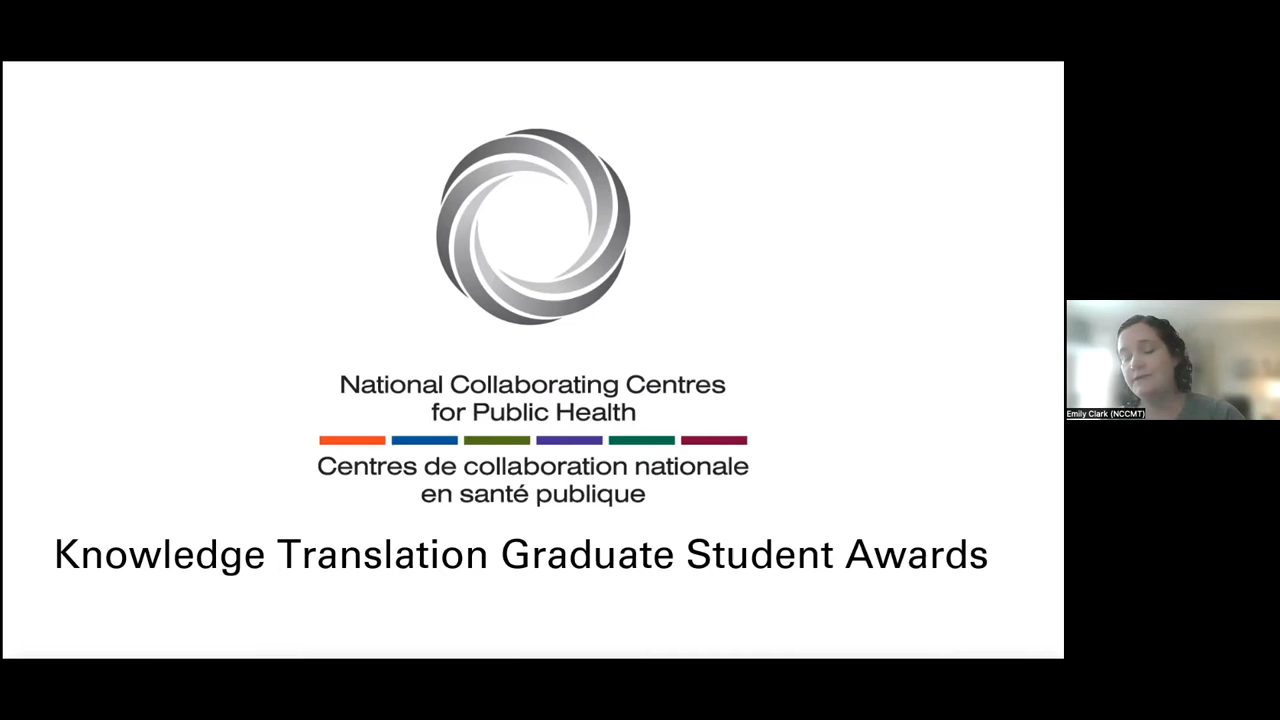 National Collaborating Centres
for Public Health
Centres de collaboration nationale
en santé publique
Knowledge Translation Graduate Student Awards
Emily Clark (NCCMT)